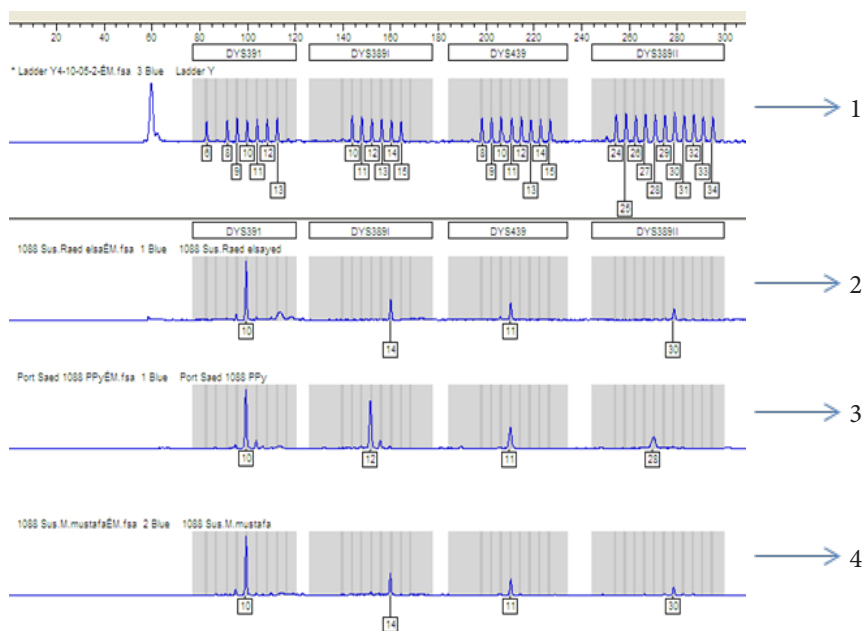 20 40 60 80 100 120 140 160 180 200 220 240 260 280 300
DYS391 DYS389I DYS439 DYS389II
* Ladder Y4-10-05-2-ÉM.fsa 3 Blue Ladder Y
1
6 8 10 12 10 12 14 8 10 12 14 24 26 29 32
9 11 11 13 15 9 11 15 27 30 33
13 13 28 31 34
25
DYS391 DYS389I DYS439 DYS389II
1088 Sus.Raed elsaÉM.fsa 1 Blue 1088 Sus.Raed elsayed
2
10 11
14 30
Port Saed 1088 PPyÉM.fsa 1 Blue Port Saed 1088 PPy
3
10 12 11 28
1088 Sus.M.mustafaÉM.fsa 2 Blue 1088 Sus.M.mustafa
4
10 11 30
14